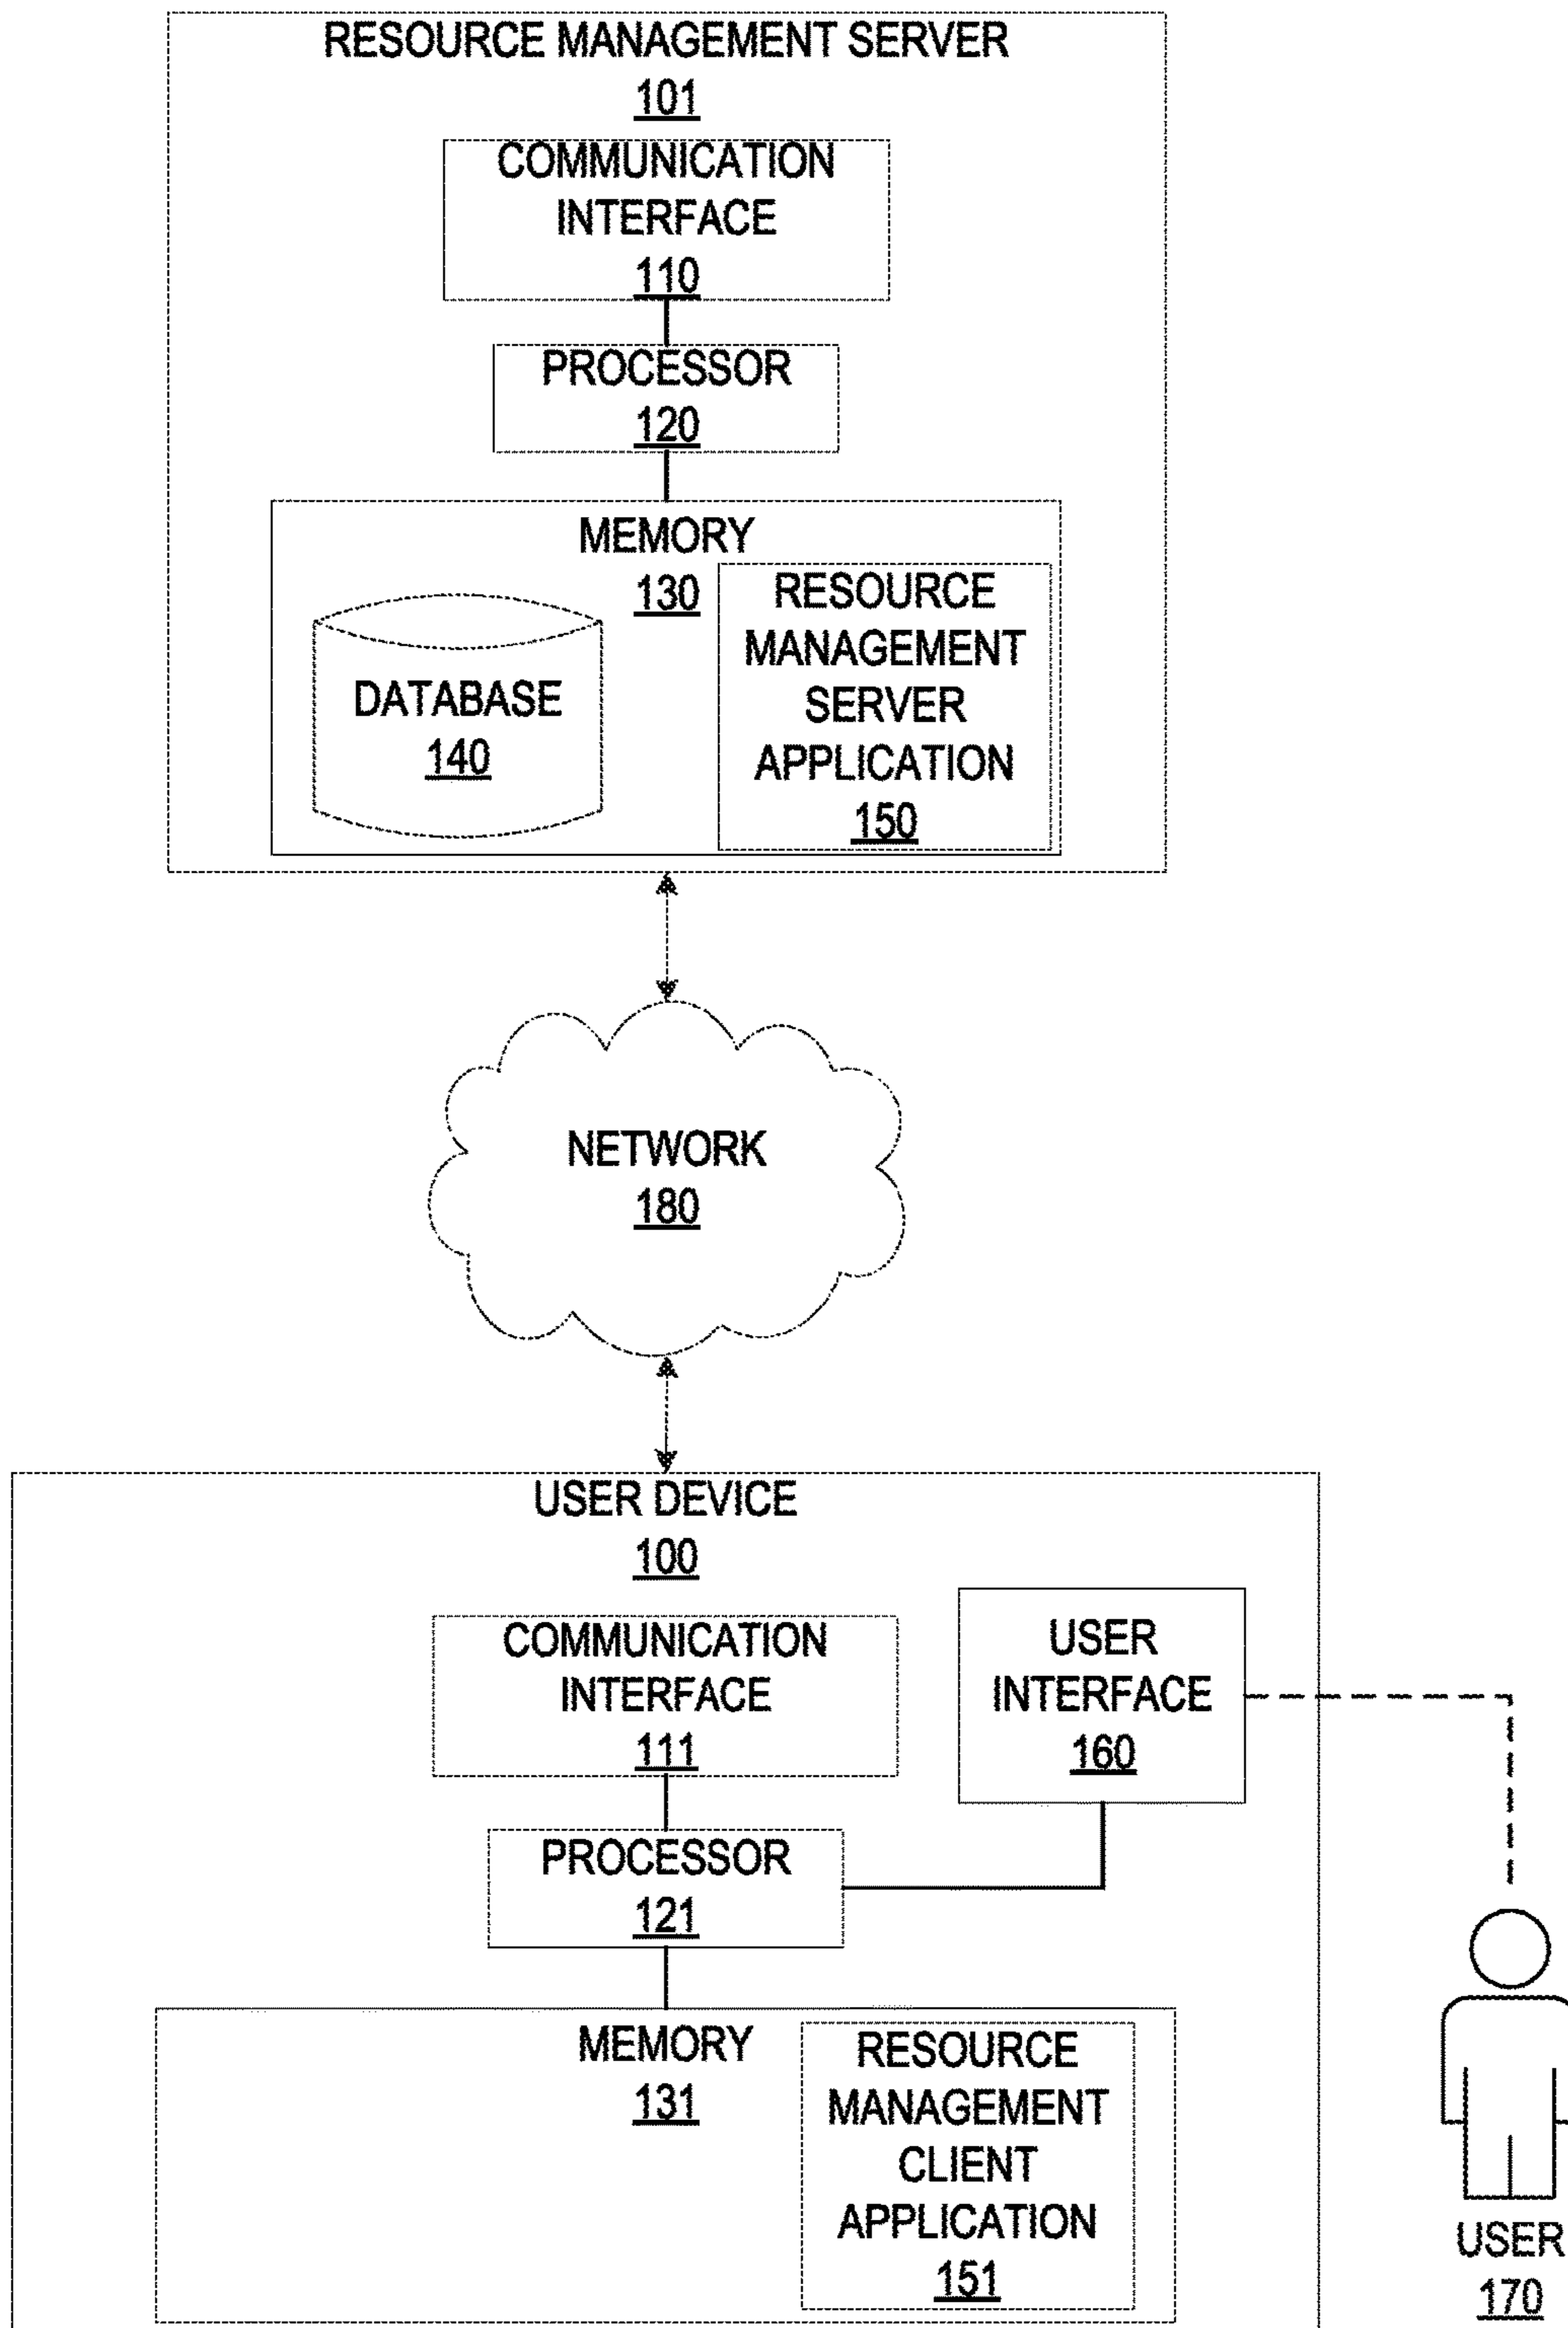 RESOURCE MANAGEMENT SERVER
101
COMMUNICATION
INTERFACE
110
PROCESSOR
120
MEMORY
130
DATABASE
140
RESOURCE
MANAGEMENT
SERVER
APPLICATION
150
NETWORK
180
USER DEVICE
100
COMMUNICATION
INTERFACE
111
USER
INTERFACE
160
PROCESSOR
121
MEMORY
131
RESOURCE
MANAGEMENT
CLIENT
APPLICATION
151
USER
170